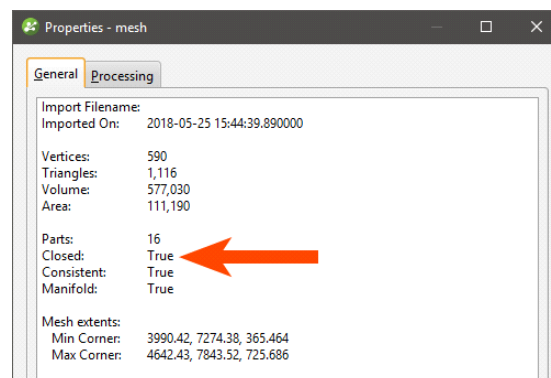 Properties - mesh
General Processing
Import Filename:
Imported On: 2018-05-25 15:44:39.890000
Vertices: 590
Triangles: 1,116
Volume: 577,030
Area: 111,190
Parts: 16
Closed: True
Consistent: True
Manifold: True
Mesh extents:
Min Corner: 3990.42, 7274.38, 365.464
Max Corner: 4642.43, 7843.52, 725.686